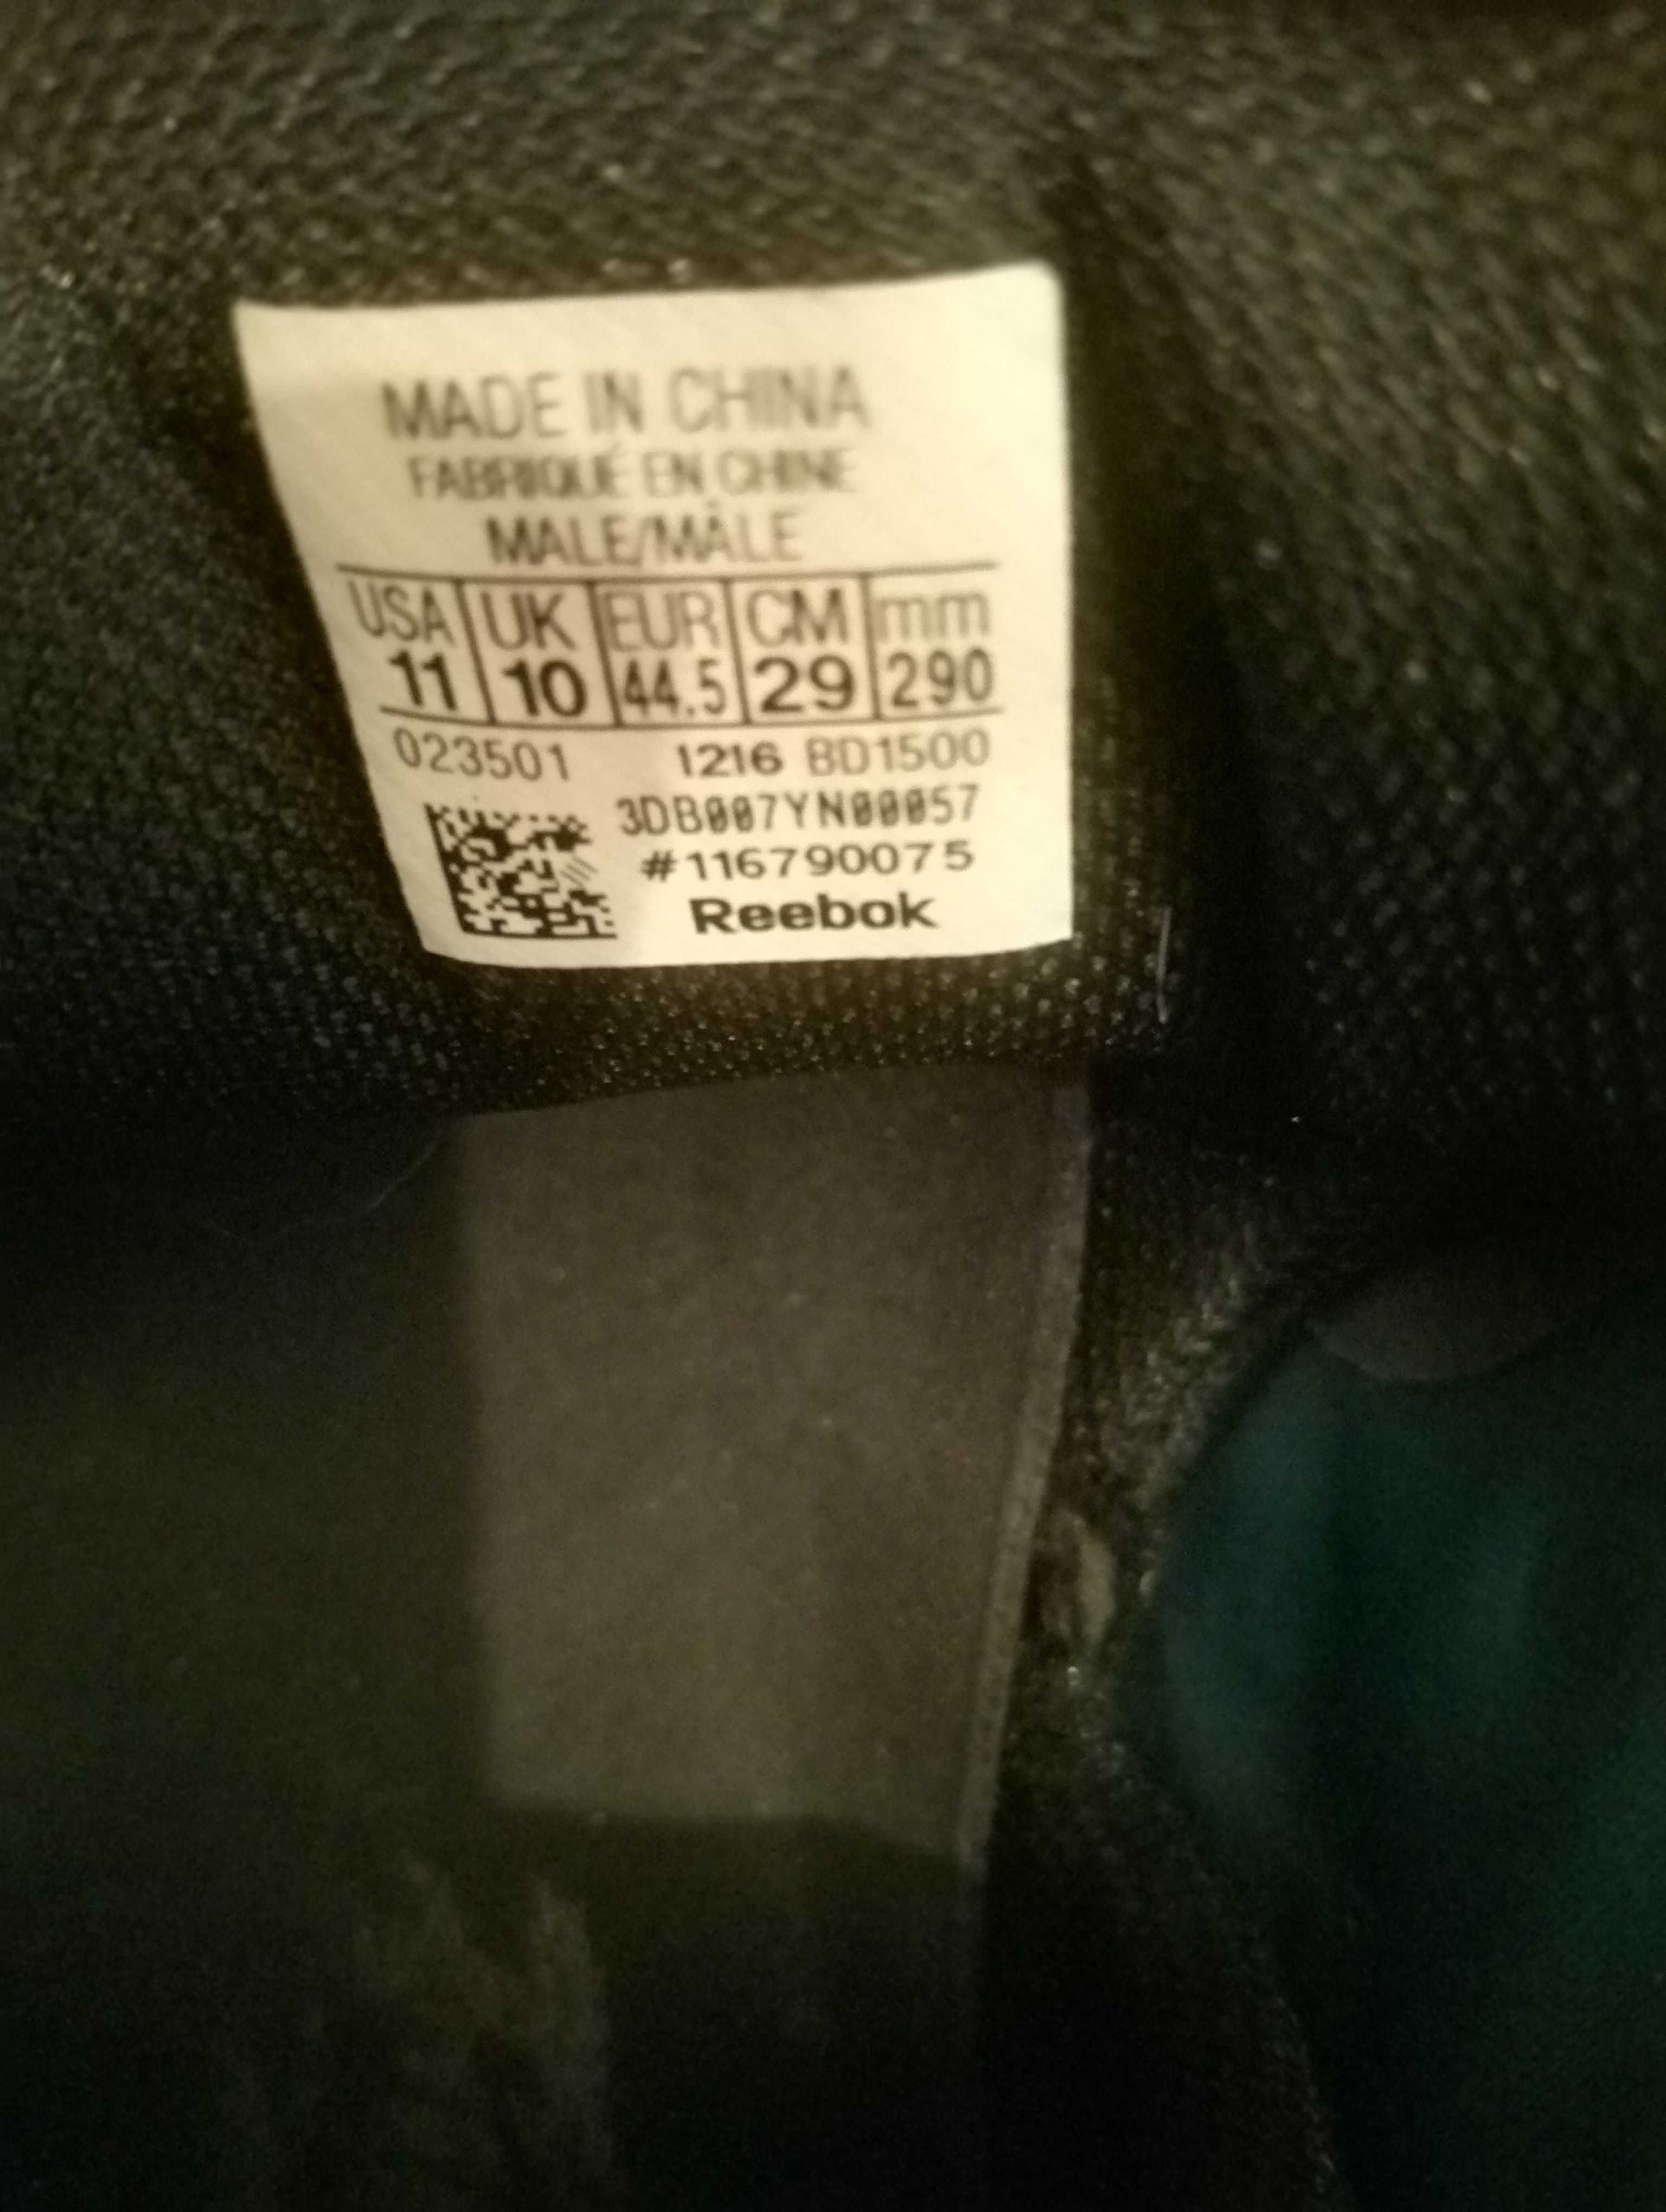 MADE IN CHINA
FABRIQUÉ EN CHINE
MALE/MÂLE
USA UK EUR CM mm
11 10 44.5 29 290
023501 1216 BD1500
3DB007YN00057
#116790075
Reebok